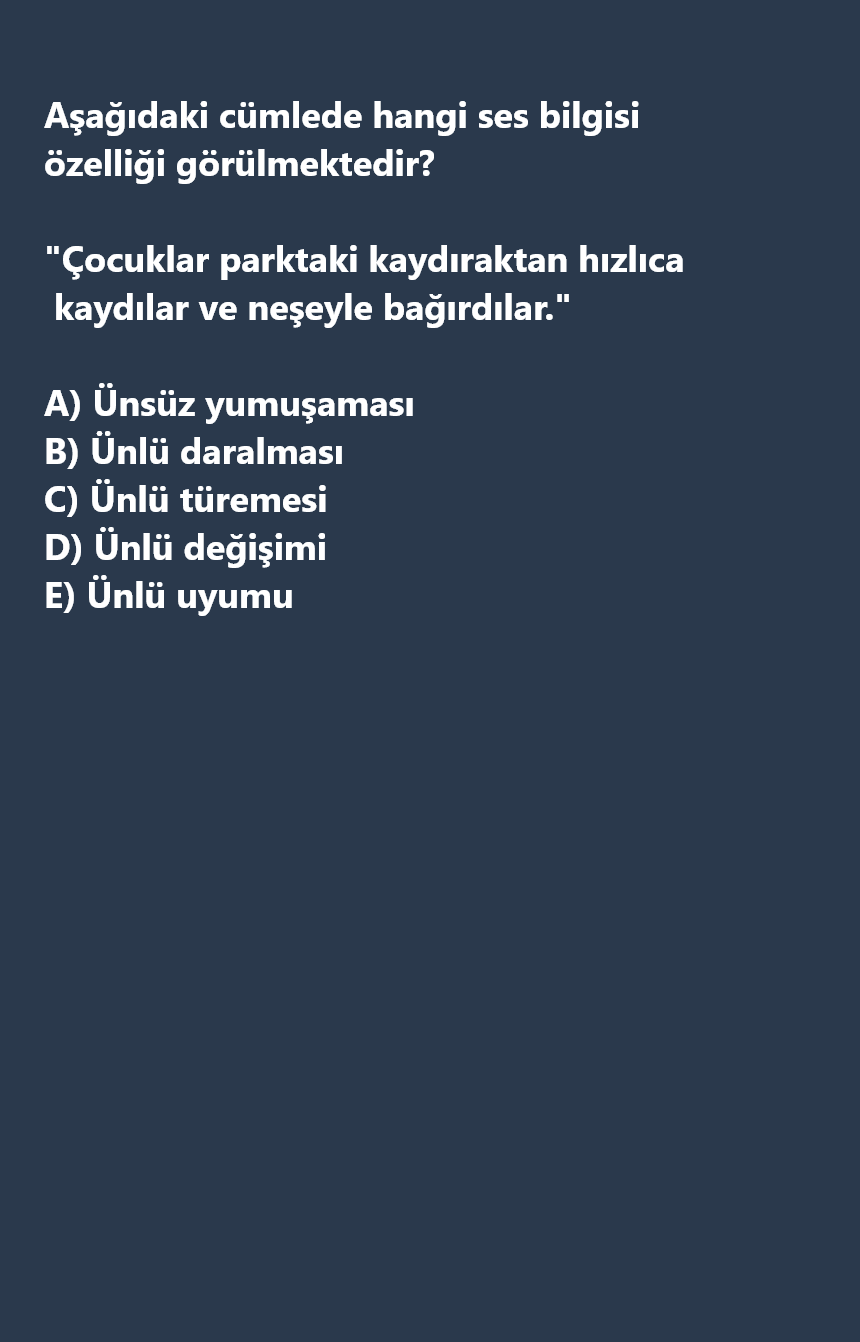 Aşağıdaki cümlede hangi ses bilgisi
özelliği görülmektedir?
"Çocuklar parktaki kaydıraktan hızlıca
kaydılar ve neşeyle bağırdılar."
A) Ünsüz yumuşaması
B) Ünlü daralması
C) Ünlü türemesi
D) Ünlü değişimi
E) Ünlü uyumu